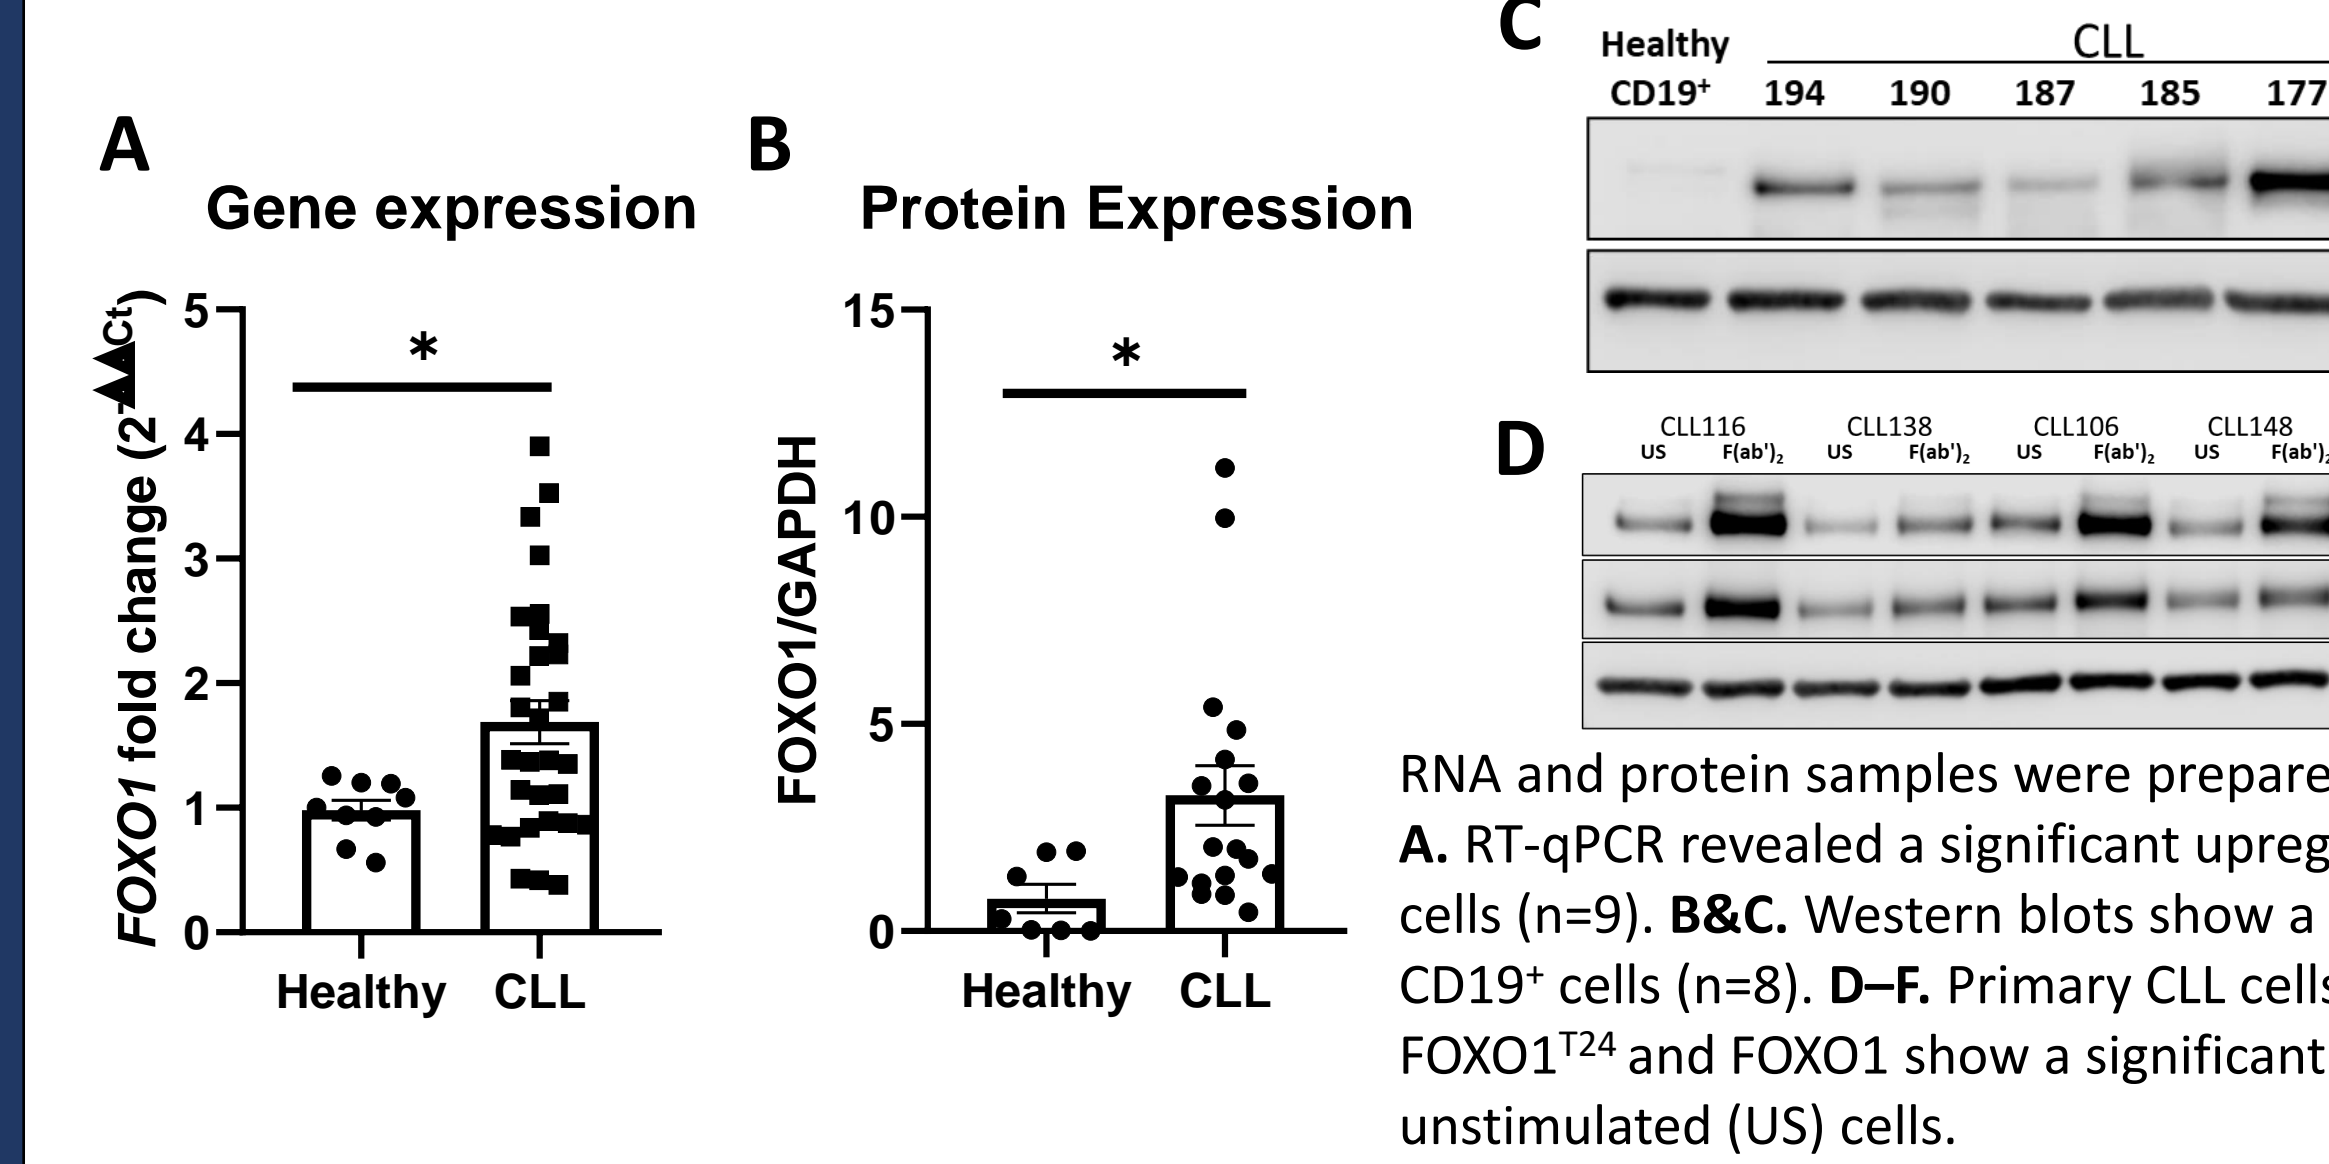 A
Gene expression
FOXO1 fold change (2⁻▲▲Ct)
5
4
3
2
1
0
*
Healthy CLL
B
Protein Expression
FOXO1/GAPDH
15
10
5
0
*
Healthy CLL
C
Healthy CLL
CD19⁺ 194 190 187 185 177
D
CLL116 CLL138 CLL106 CLL148
US F(ab')₂ US F(ab')₂ US F(ab')₂ US F(ab')₂
RNA and protein samples were prepare
A. RT-qPCR revealed a significant upreg
cells (n=9). B&C. Western blots show a
CD19⁺ cells (n=8). D–F. Primary CLL cells
FOXO1ᵀ²⁴ and FOXO1 show a significant
unstimulated (US) cells.